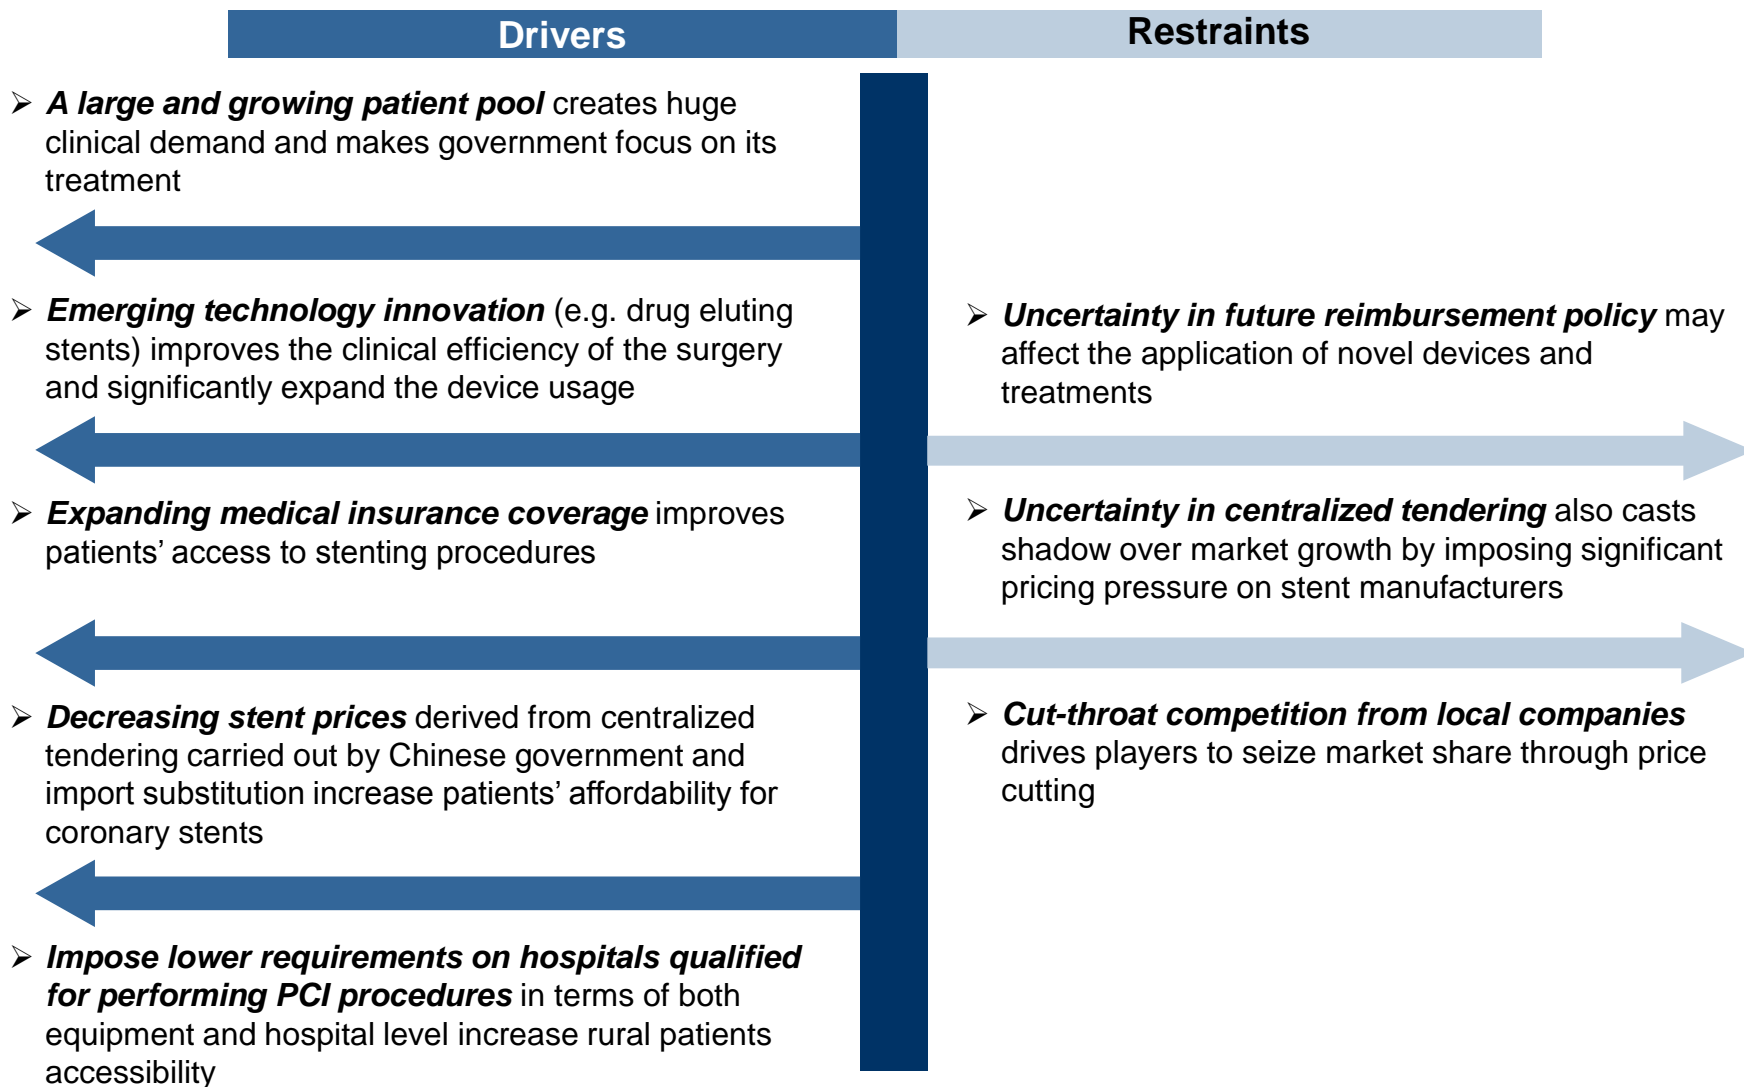 Drivers
Restraints
➢ A large and growing patient pool creates huge
clinical demand and makes government focus on its
treatment
➢ Emerging technology innovation (e.g. drug eluting
stents) improves the clinical efficiency of the surgery
and significantly expand the device usage
➢ Expanding medical insurance coverage improves
patients’ access to stenting procedures
➢ Decreasing stent prices derived from centralized
tendering carried out by Chinese government and
import substitution increase patients’ affordability for
coronary stents
➢ Impose lower requirements on hospitals qualified
for performing PCI procedures in terms of both
equipment and hospital level increase rural patients
accessibility
➢ Uncertainty in future reimbursement policy may
affect the application of novel devices and
treatments
➢ Uncertainty in centralized tendering also casts
shadow over market growth by imposing significant
pricing pressure on stent manufacturers
➢ Cut-throat competition from local companies
drives players to seize market share through price
cutting